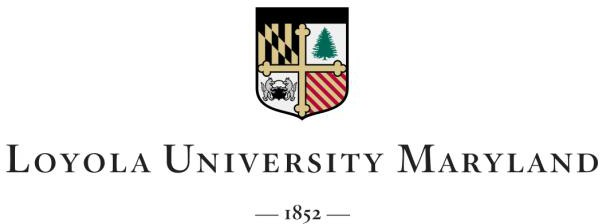 LOYOLA UNIVERSITY MARYLAND
— 1852 —